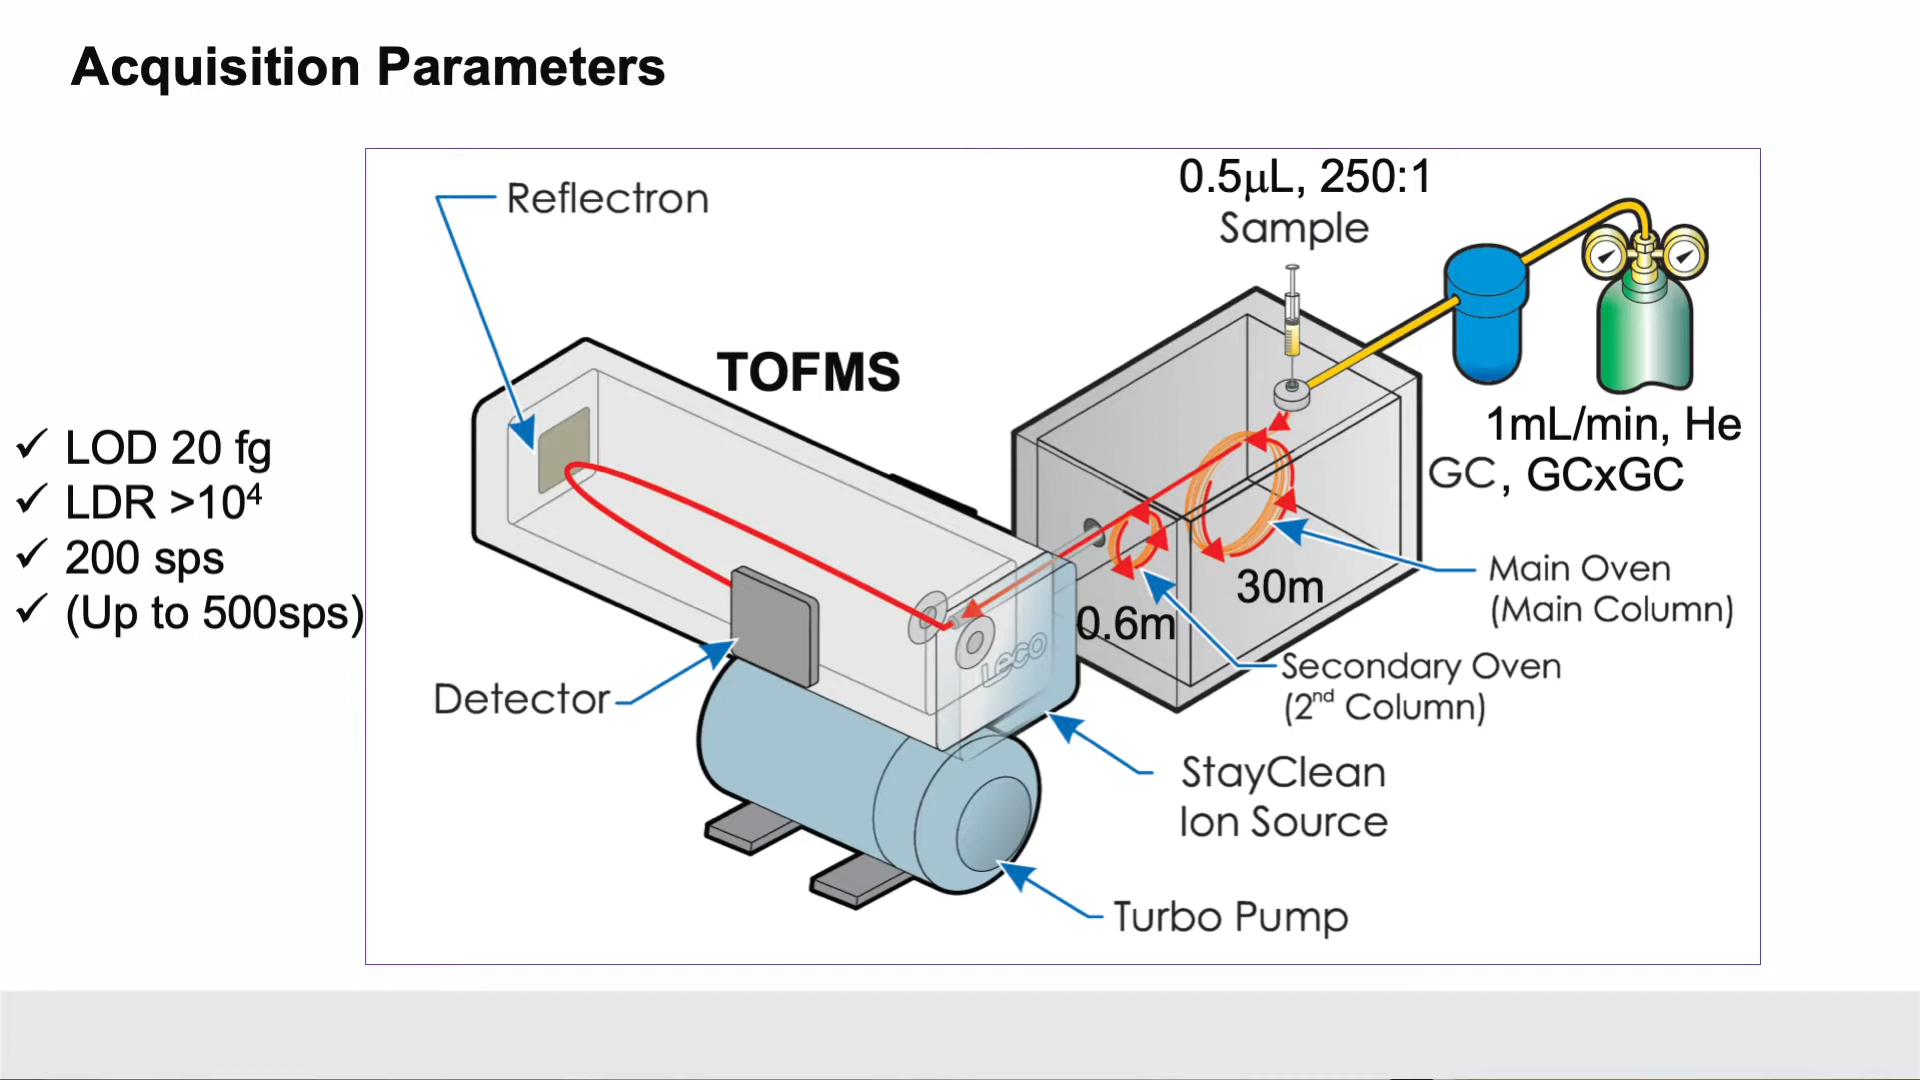 Acquisition Parameters
0.5µL, 250:1
Sample
Reflectron
TOFMS
1mL/min, He
GC, GCxGC
✓ LOD 20 fg
✓ LDR >10⁴
✓ 200 sps
✓ (Up to 500sps)
Main Oven
(Main Column)
30m
0.6m
LECO
Secondary Oven
(2nd Column)
Detector
StayClean
Ion Source
Turbo Pump